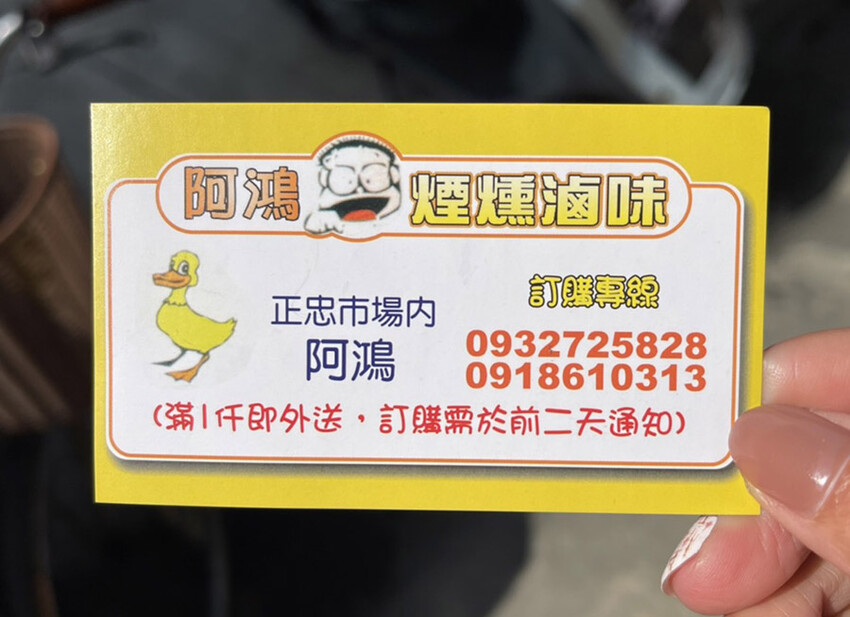 阿鴻 煙燻滷味
訂購專線
正忠市場內
阿鴻
0932725828
0918610313
(滿1仟即外送，訂購需於前二天通知)